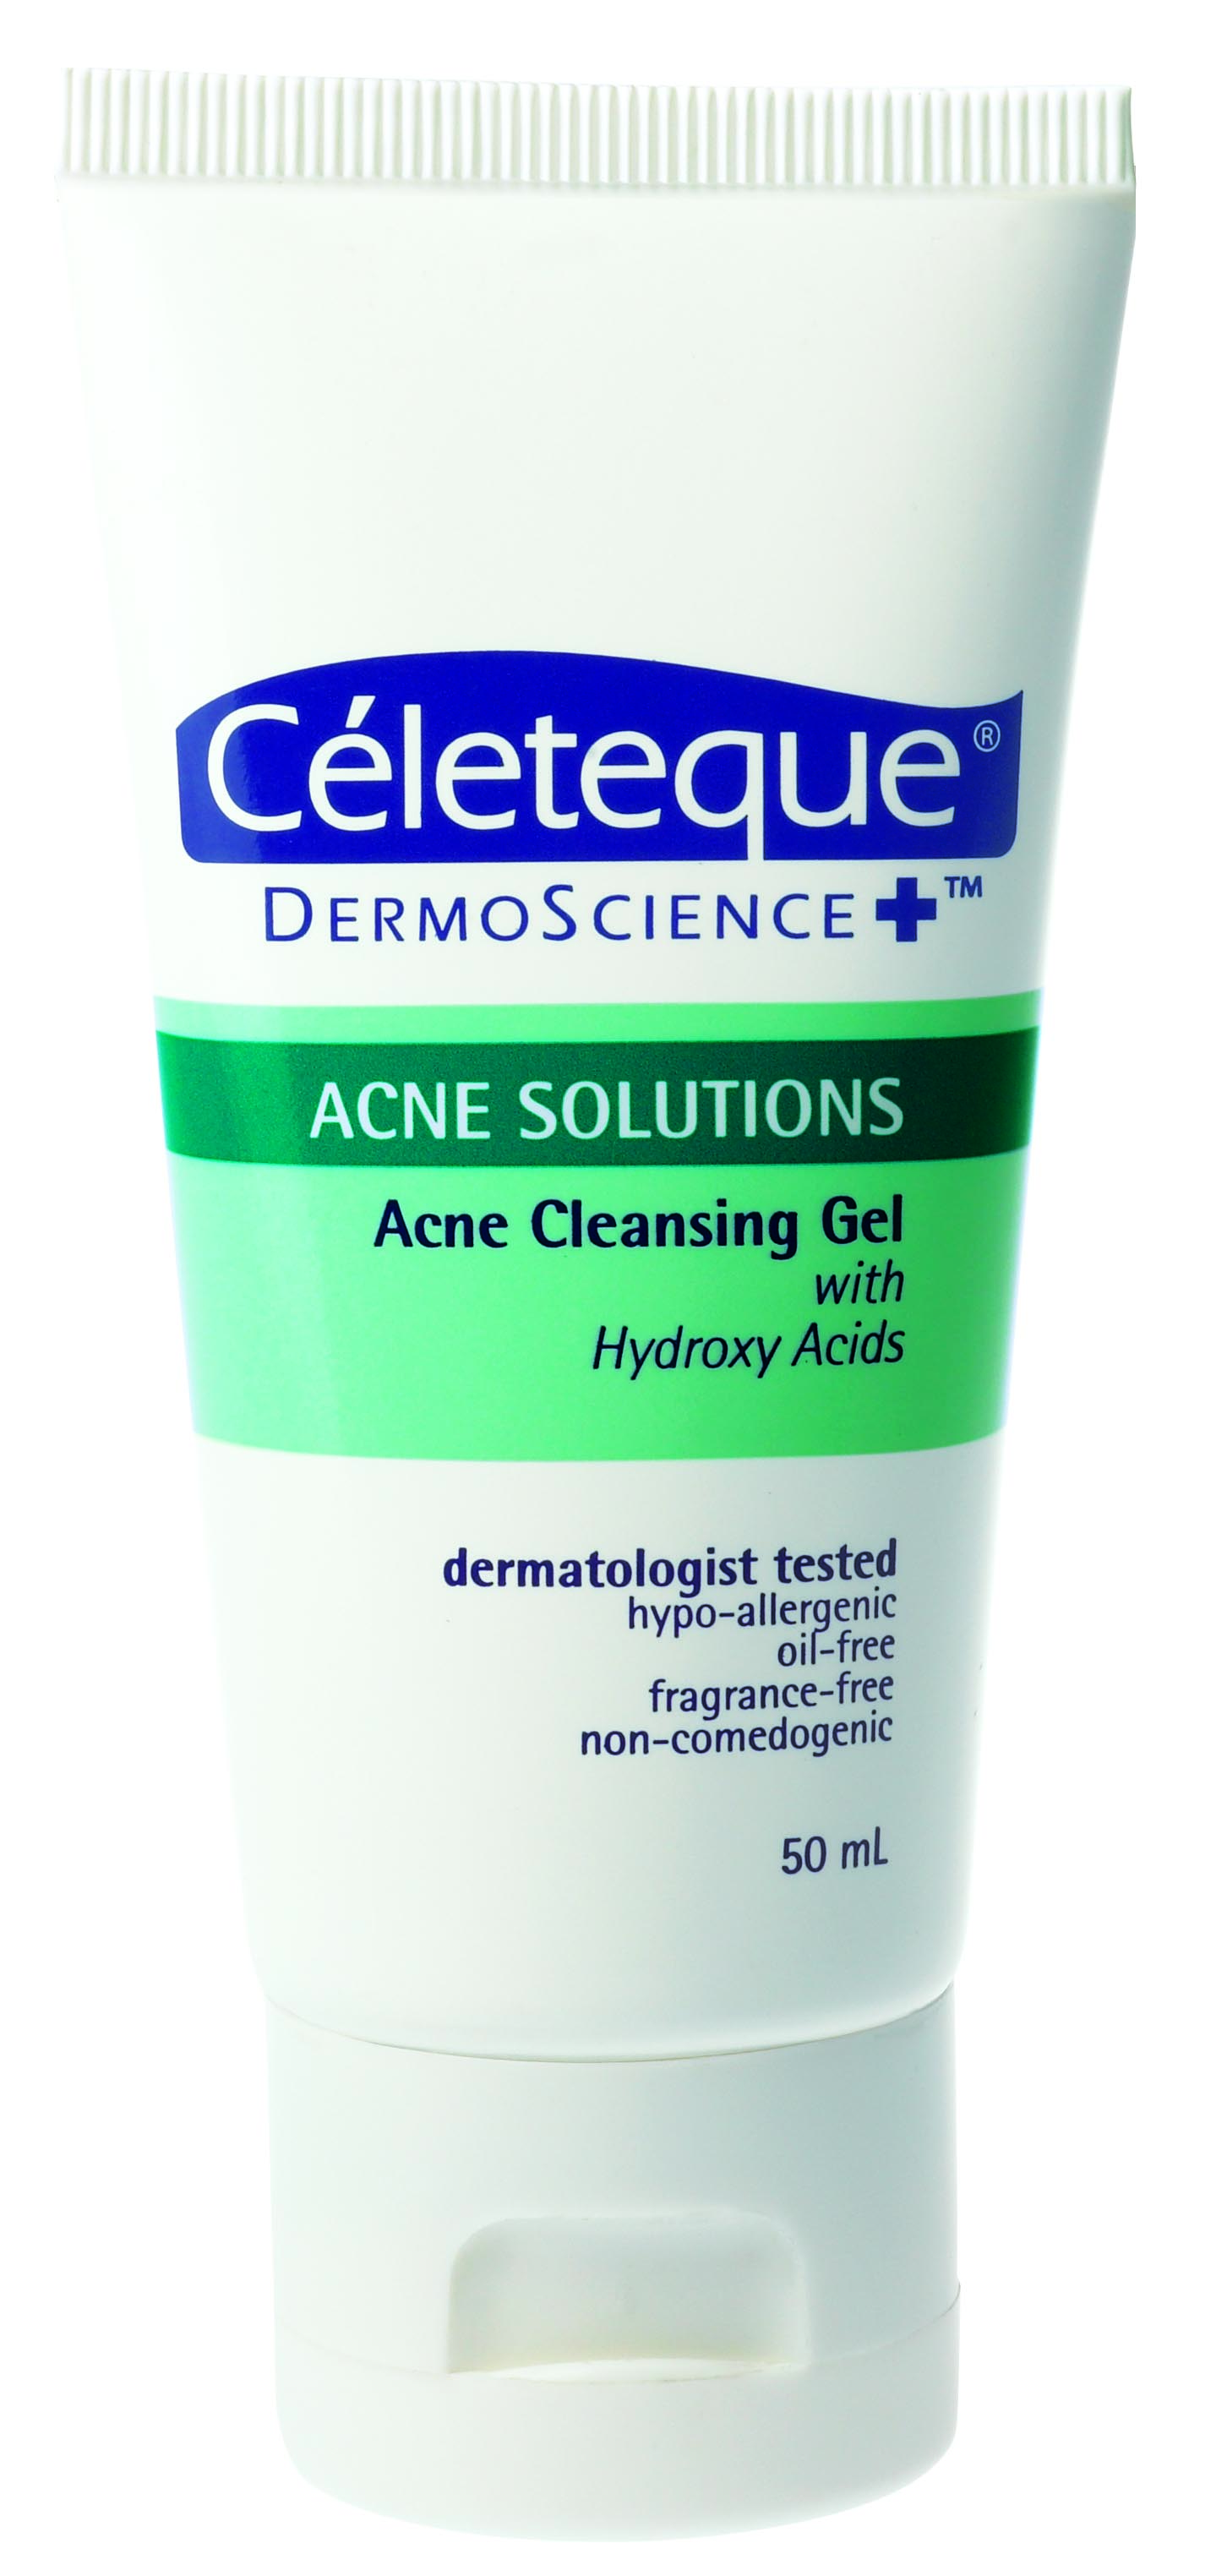 Céleteque®
DERMOSCIENCE+™
ACNE SOLUTIONS
Acne Cleansing Gel
with
Hydroxy Acids
dermatologist tested
hypo-allergenic
oil-free
fragrance-free
non-comedogenic
50 mL